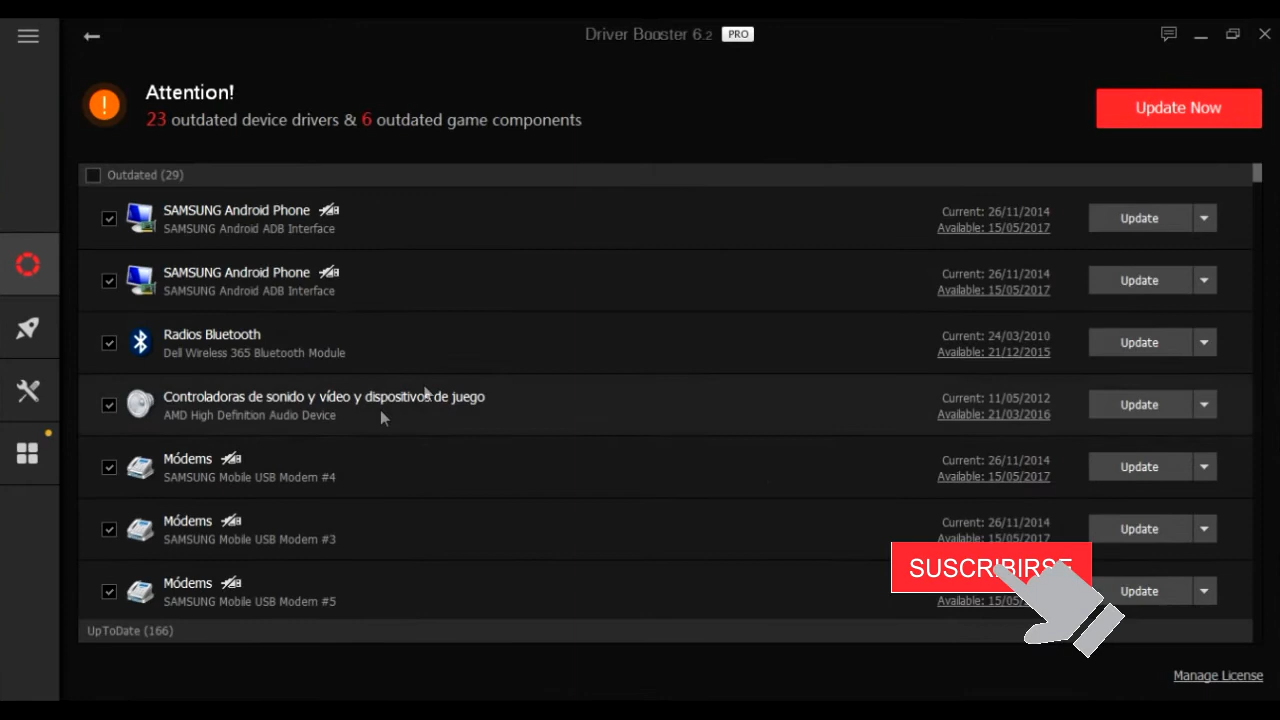 Driver Booster 6.2 PRO
Attention!
23 outdated device drivers & 6 outdated game components
Update Now
Outdated (29)
SAMSUNG Android Phone
SAMSUNG Android ADB Interface
Current: 26/11/2014
Available: 15/05/2017
Update
SAMSUNG Android Phone
SAMSUNG Android ADB Interface
Current: 26/11/2014
Available: 15/05/2017
Update
Radios Bluetooth
Dell Wireless 365 Bluetooth Module
Current: 24/03/2010
Available: 21/12/2015
Update
Controladoras de sonido y vídeo y dispositivos de juego
AMD High Definition Audio Device
Current: 11/05/2012
Available: 21/03/2016
Update
Módems
SAMSUNG Mobile USB Modem #4
Current: 26/11/2014
Available: 15/05/2017
Update
Módems
SAMSUNG Mobile USB Modem #3
Current: 26/11/2014
Available: 15/05/2017
Update
Módems
SAMSUNG Mobile USB Modem #5
Available:
Update
SUSCRIBIRSE
UpToDate (166)
Manage License